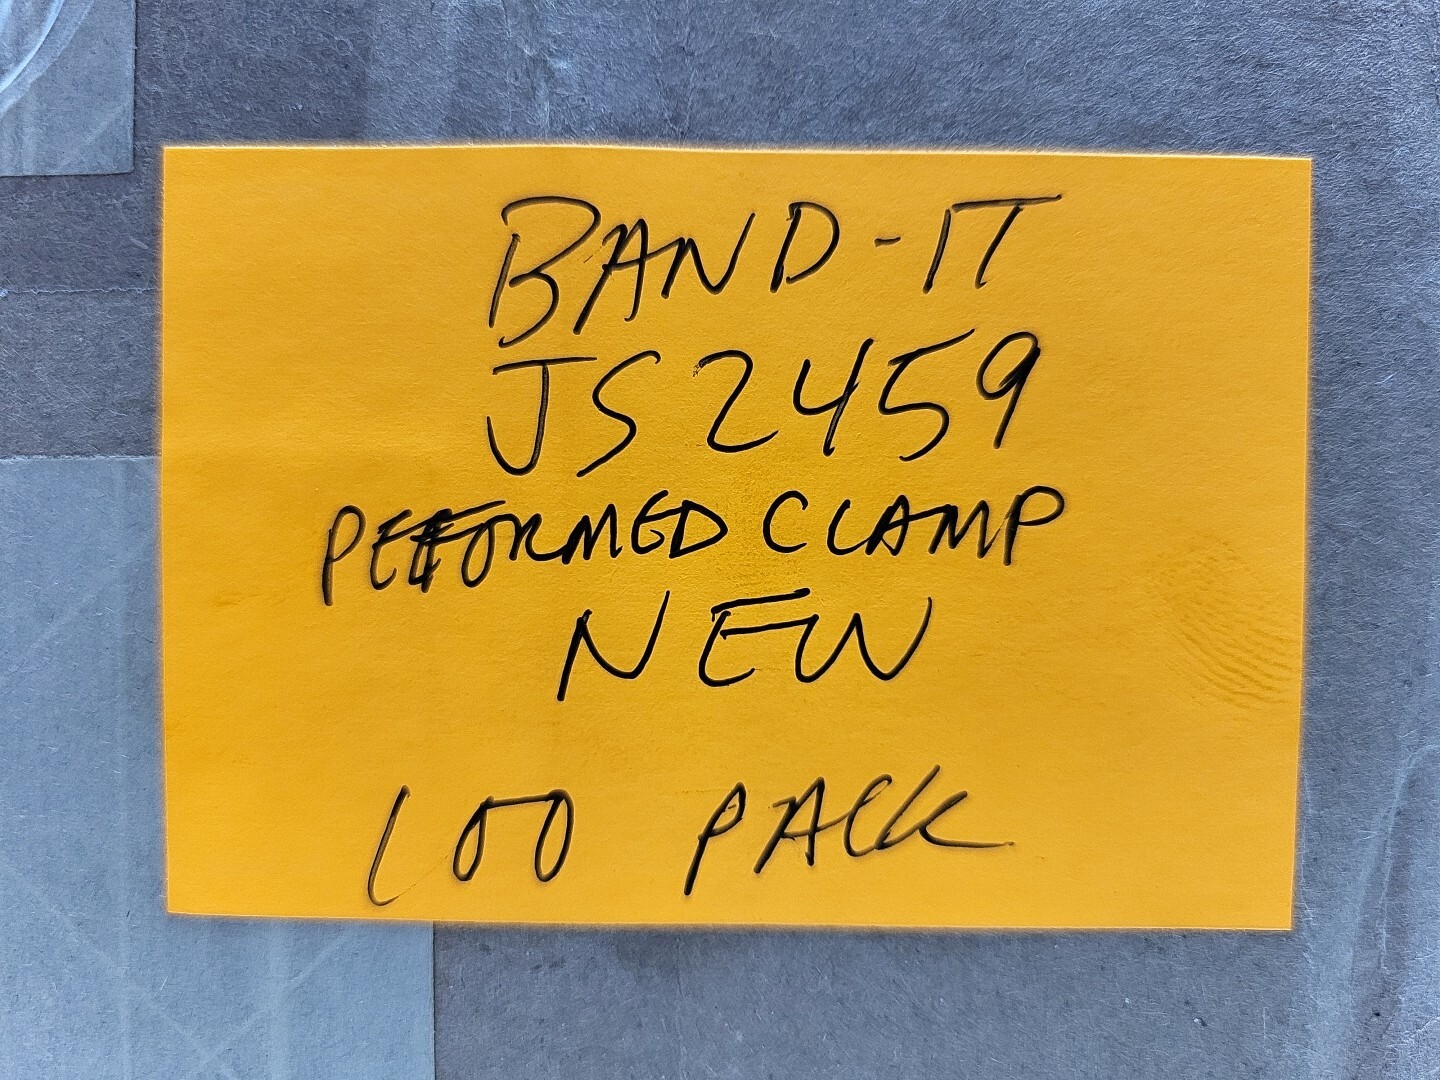 BAND-IT
JS2459
PEFORMED CLAMP
NEW
100 PACK